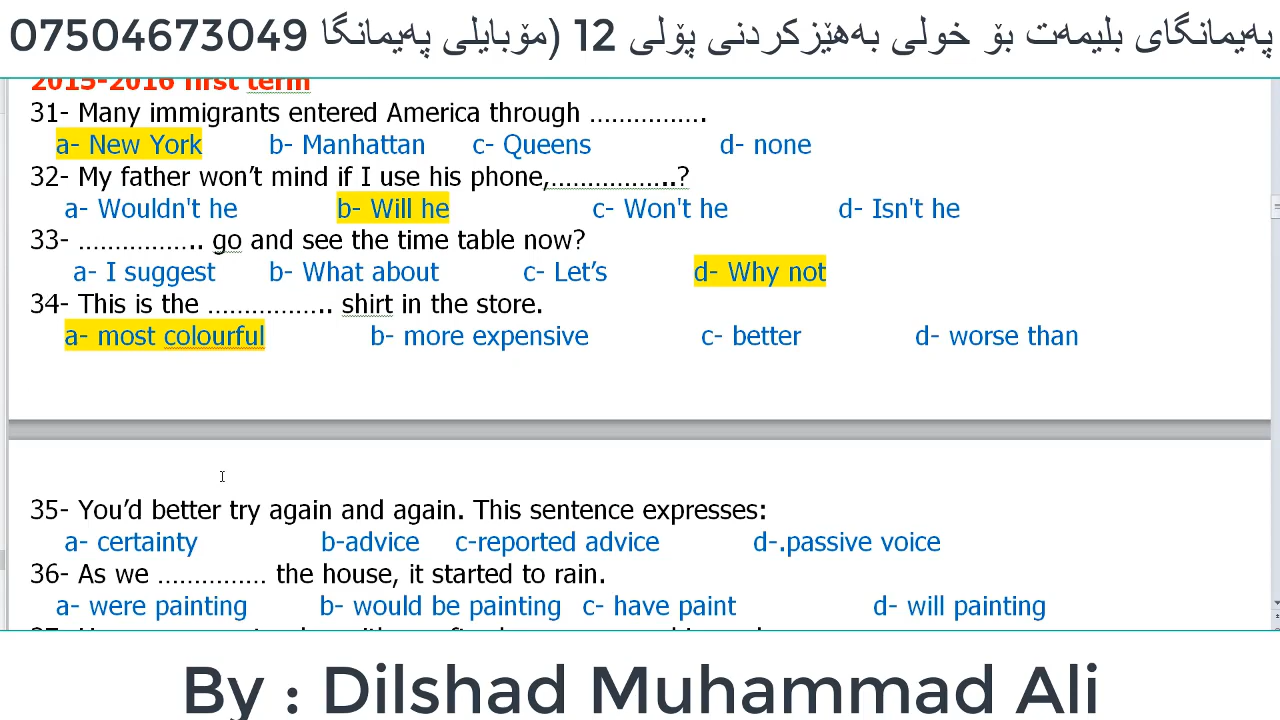 پەیمانگای بلیمەت بۆ خولی بەهێزکردنی پۆلی 12 (مۆبایلی پەیمانگا 07504673049
2015-2016 first term
31- Many immigrants entered America through …………….
a- New York b- Manhattan c- Queens d- none
32- My father won’t mind if I use his phone,……………..?
a- Wouldn't he b- Will he c- Won't he d- Isn't he
33- …………….. go and see the time table now?
a- I suggest b- What about c- Let’s d- Why not
34- This is the …………….. shirt in the store.
a- most colourful b- more expensive c- better d- worse than
35- You’d better try again and again. This sentence expresses:
a- certainty b-advice c-reported advice d-.passive voice
36- As we …………… the house, it started to rain.
a- were painting b- would be painting c- have paint d- will painting
By : Dilshad Muhammad Ali